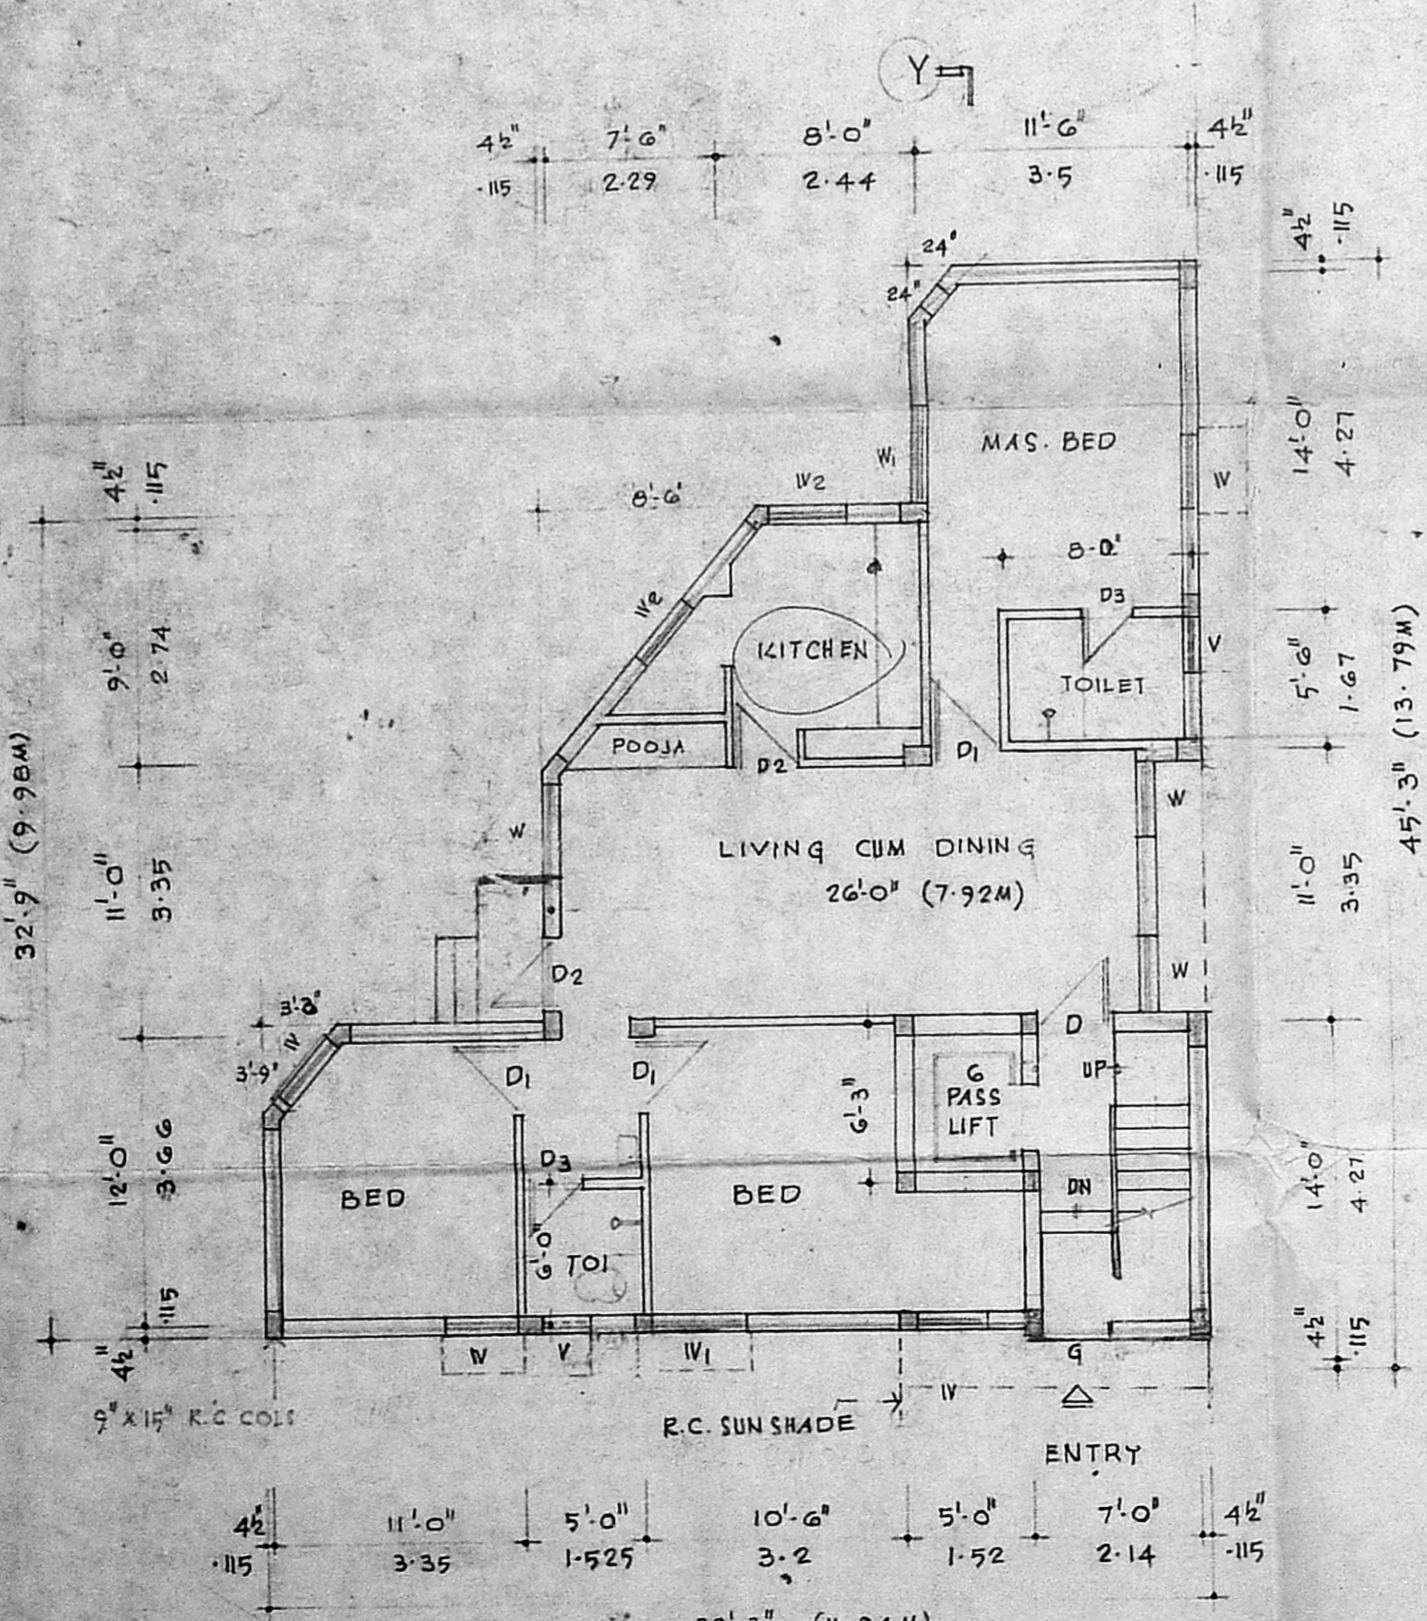 Y
4½" 7'-6" 8'-0" 11'-6" 4½"
.115 2.29 2.44 3.5 .115
4½"
.115
24"
24"
MAS. BED
W1
W
14'-0"
4.27
4½"
.115
8'-6"
W2
8'-0"
D3
W2
KITCHEN
TOILET
V
5'-6"
1.67
45'-3" (13.79M)
9'-0"
2.74
POOJA
D2
D1
W
32'-9" (9.98M)
W
LIVING CUM DINING
26'-0" (7.92M)
11'-0"
3.35
11'-0"
3.35
D2
W
3'-3"
W
3'-9"
D1
D1
D
UP
6
PASS
LIFT
6'-3"
12'-0"
3.66
D3
BED
BED
DN
14'-0"
4.27
6'-0"
TOI
.115
4½"
4½"
.115
W V W1 G
W
9" X 15" R.C COLS
R.C. SUNSHADE
ENTRY
4½" 11'-0" 5'-0" 10'-6" 5'-0" 7'-0" 4½"
.115 3.35 1.525 3.2 1.52 2.14 .115